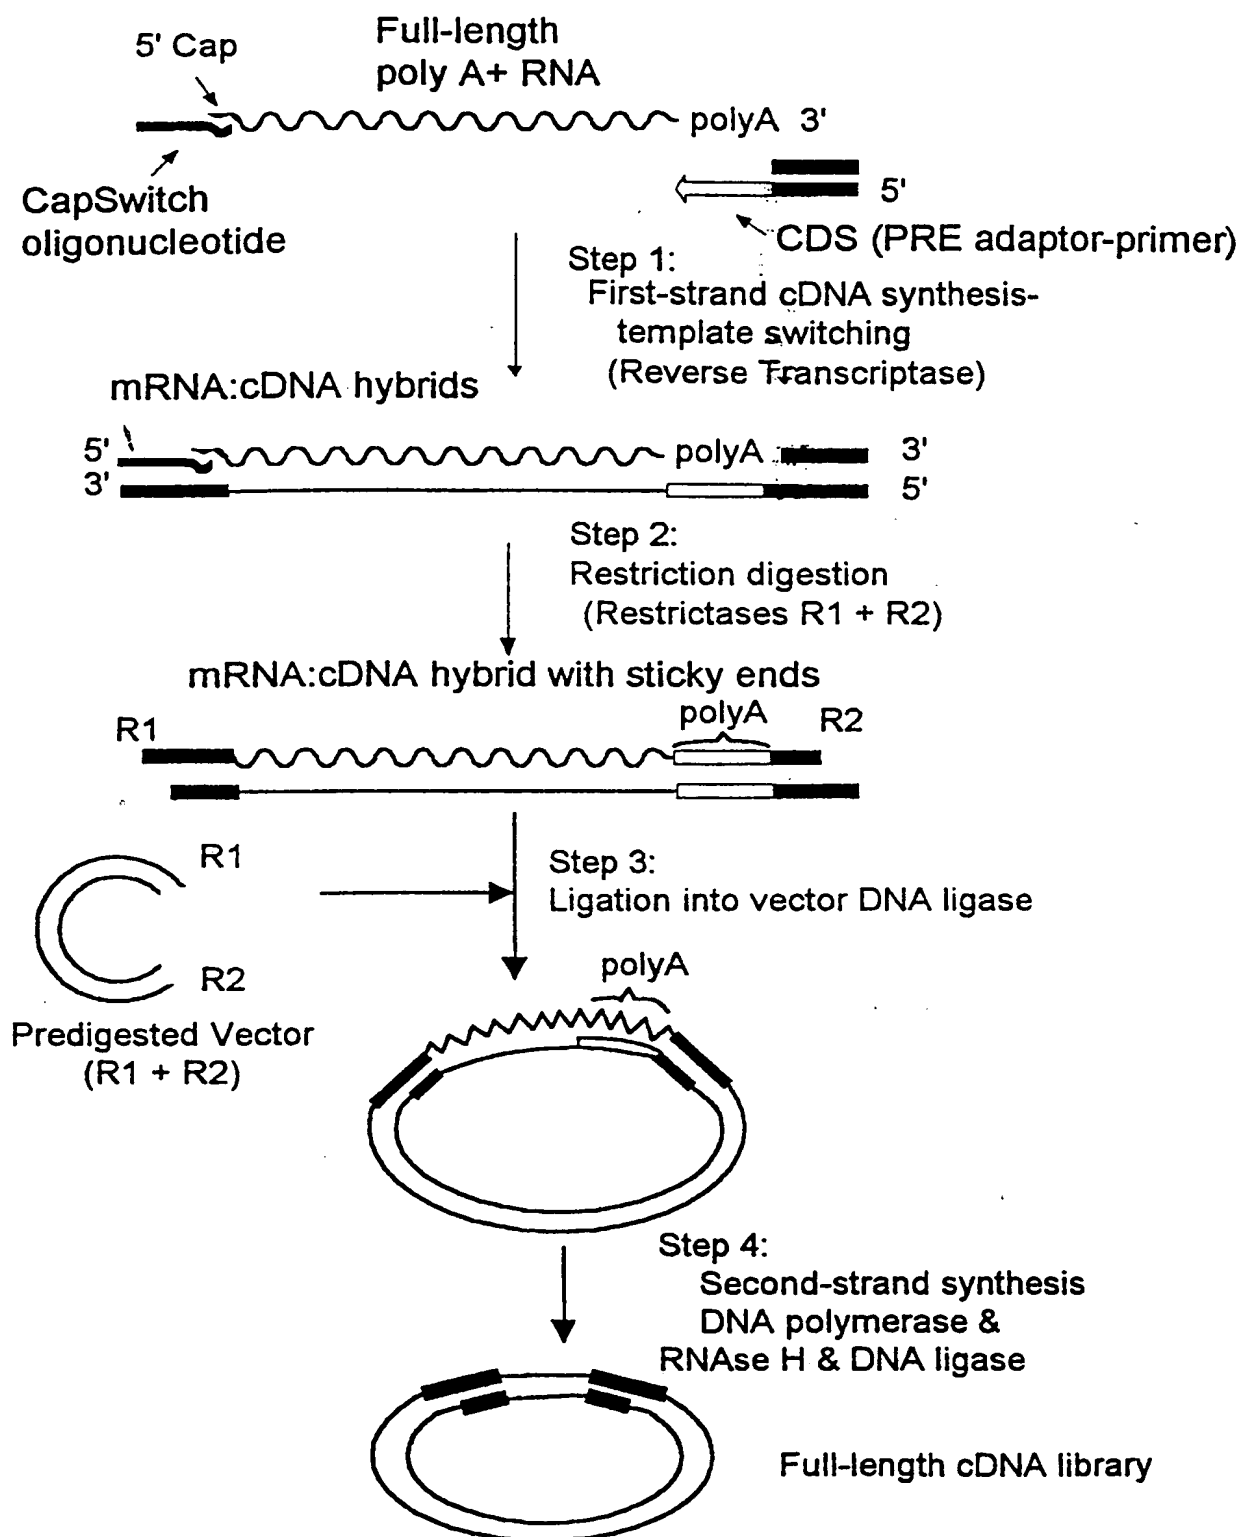 5' Cap
Full-length
poly A+ RNA
polyA 3'
CapSwitch
oligonucleotide
5'
CDS (PRE adaptor-primer)
Step 1:
First-strand cDNA synthesis-
template switching
(Reverse Transcriptase)
mRNA:cDNA hybrids
5'
polyA
3'
3'
5'
Step 2:
Restriction digestion
(Restrictases R1 + R2)
mRNA:cDNA hybrid with sticky ends
R1
polyA
R2
R1
Step 3:
Ligation into vector DNA ligase
R2
polyA
Predigested Vector
(R1 + R2)
Step 4:
Second-strand synthesis
DNA polymerase &
RNAse H & DNA ligase
Full-length cDNA library